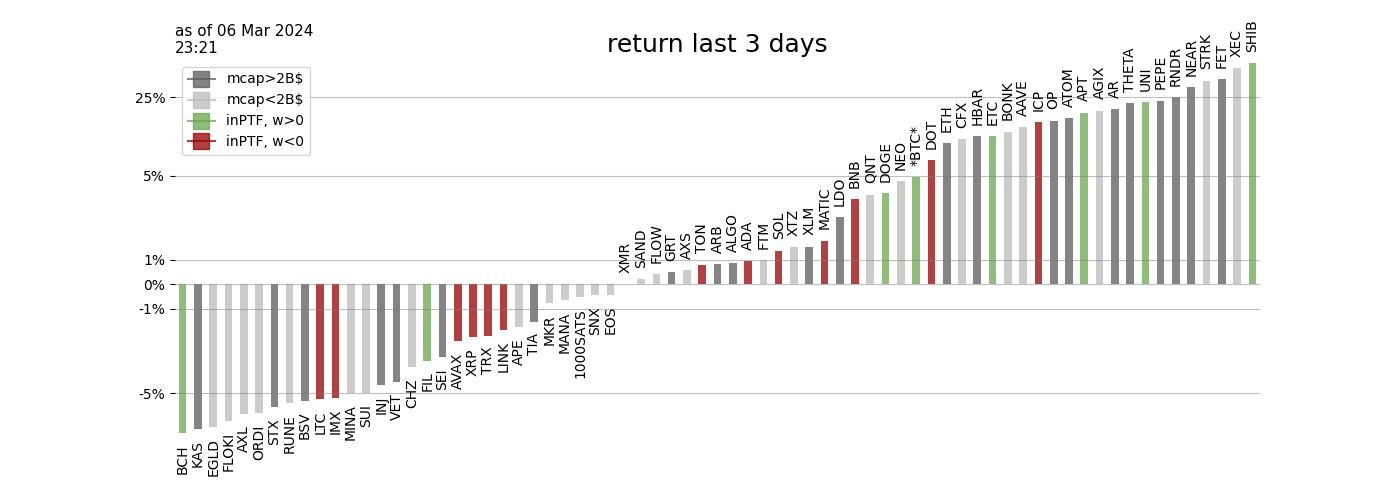 as of 06 Mar 2024
23:21
return last 3 days
mcap>2B$
mcap<2B$
inPTF, w>0
inPTF, w<0
25%
5%
1%
0%
-1%
-5%
BCH
KAS
EGLD
FLOKI
AXL
ORDI
STX
RUNE
BSV
LTC
IMX
MINA
SUI
INJ
VET
CHZ
FIL
SEI
AVAX
XRP
TRX
LINK
APE
TIA
MKR
MANA
1000SATS
SNX
EOS
XMR
SAND
FLOW
GRT
AXS
TON
ARB
ALGO
ADA
FTM
SOL
XTZ
XLM
MATIC
LDO
BNB
QNT
DOGE
NEO
*BTC*
DOT
ETH
CFX
HBAR
ETC
BONK
AAVE
ICP
OP
ATOM
APT
AGIX
AR
THETA
UNI
PEPE
RNDR
NEAR
STRK
FET
XEC
SHIB